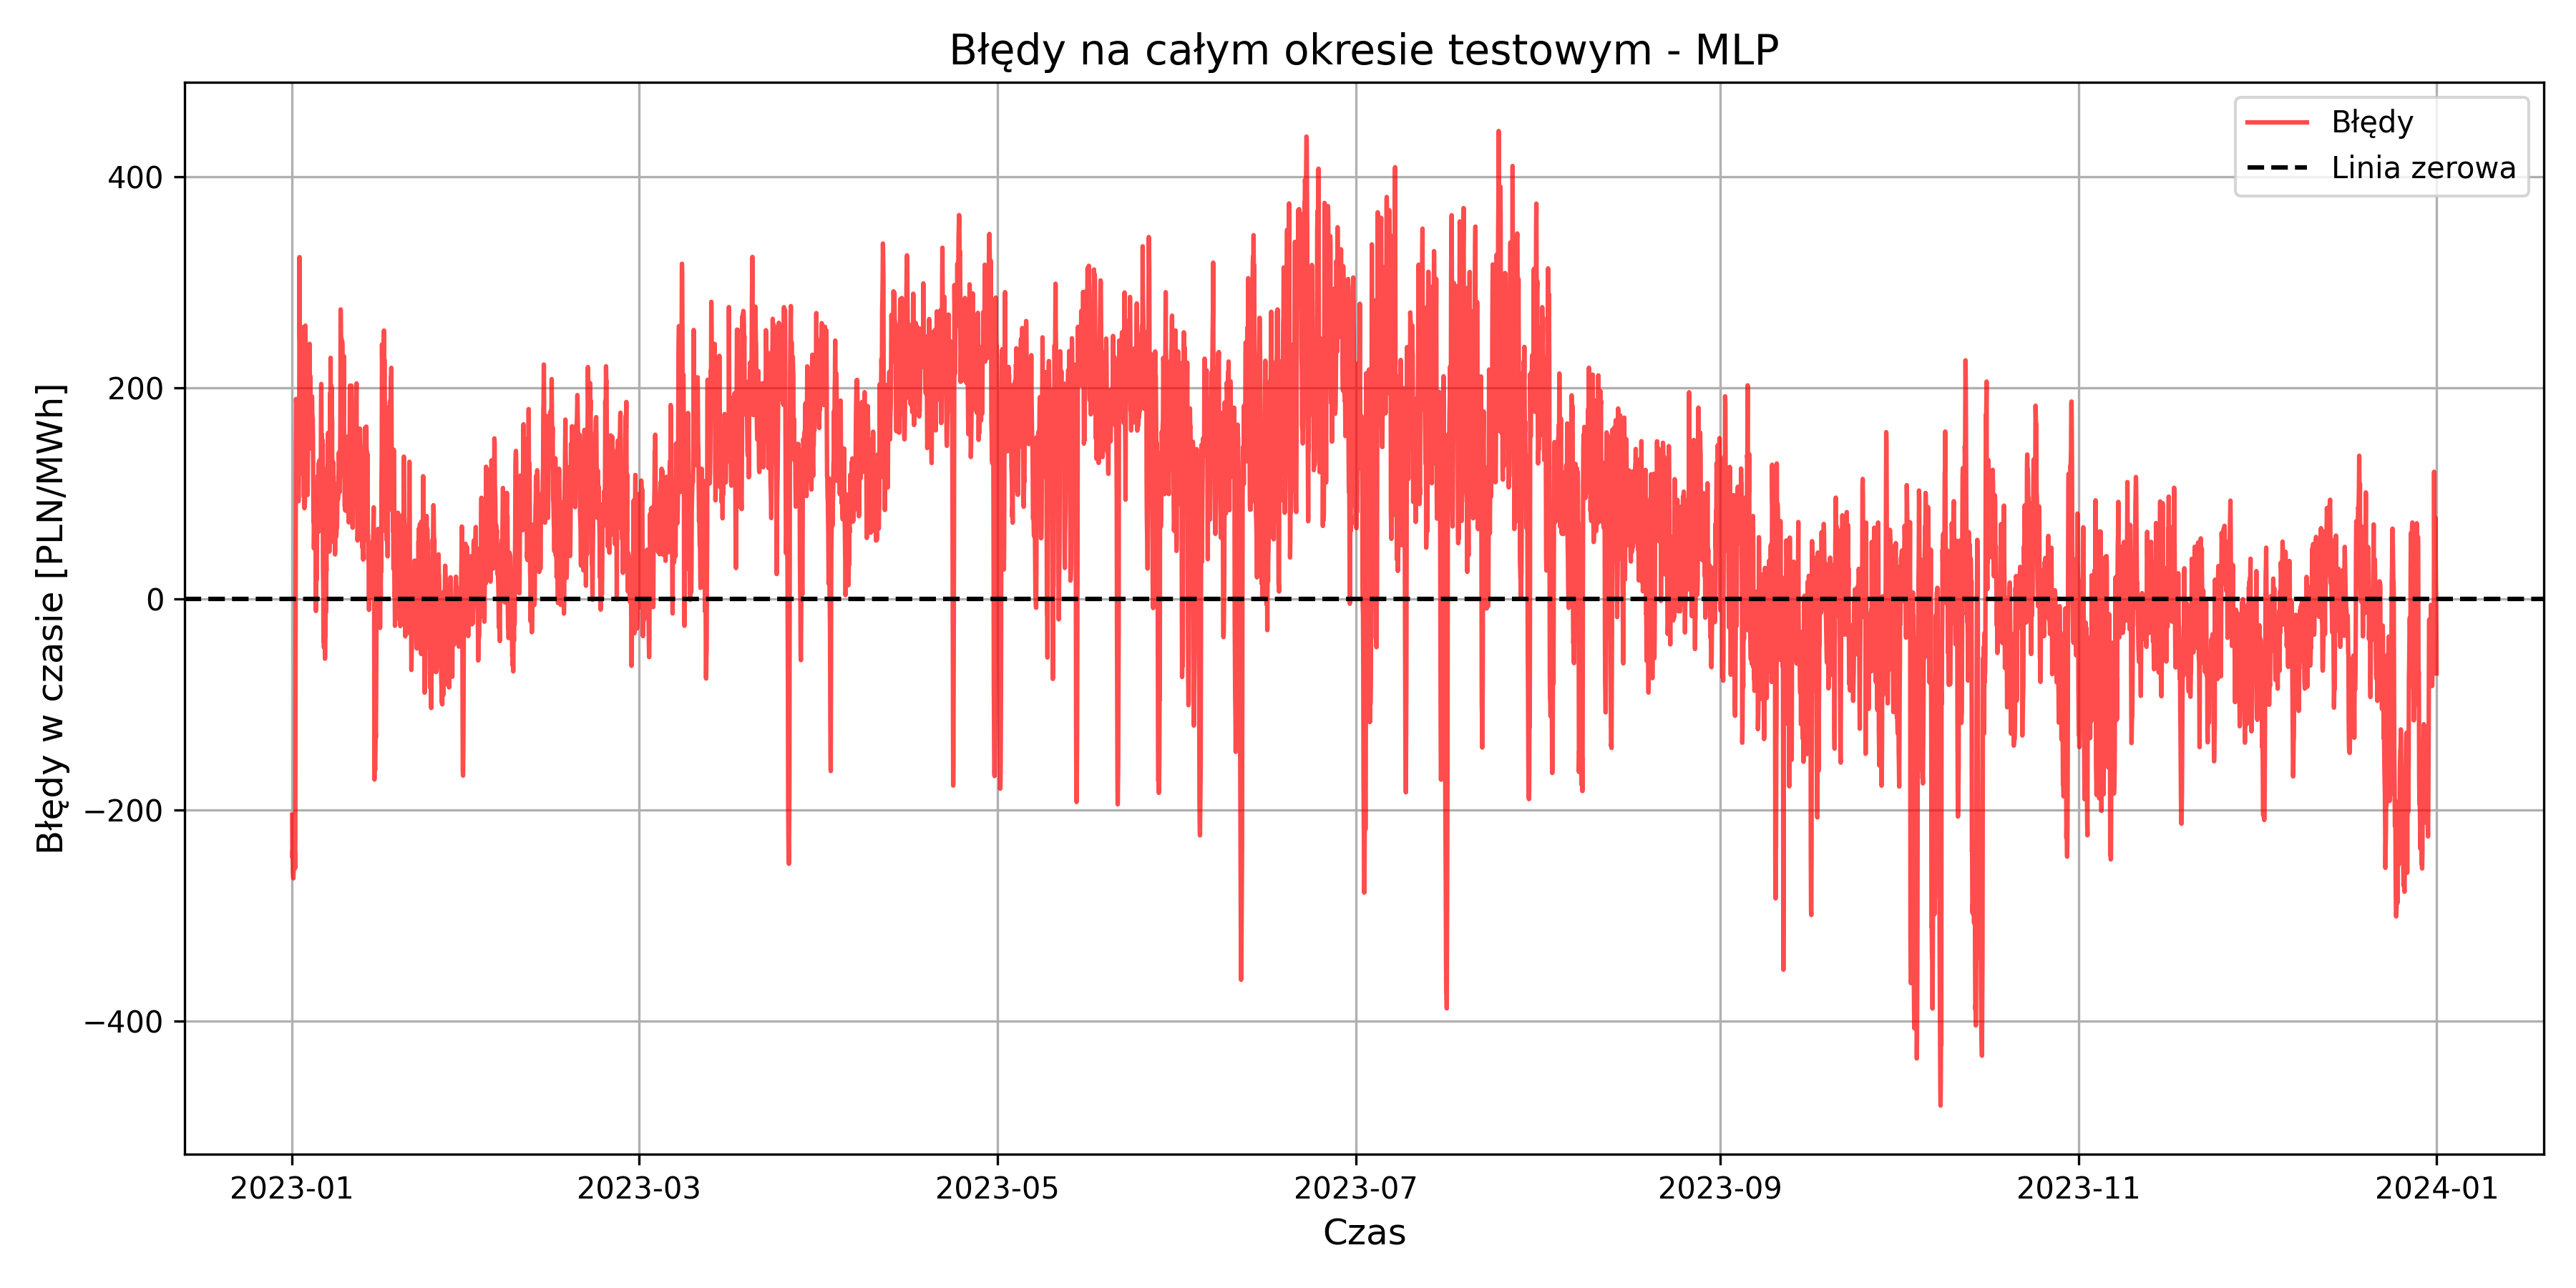 Błędy na całym okresie testowym - MLP
Błędy
Linia zerowa
Błędy w czasie [PLN/MWh]
400
200
0
−200
−400
2023-01
2023-03
2023-05
2023-07
2023-09
2023-11
2024-01
Czas